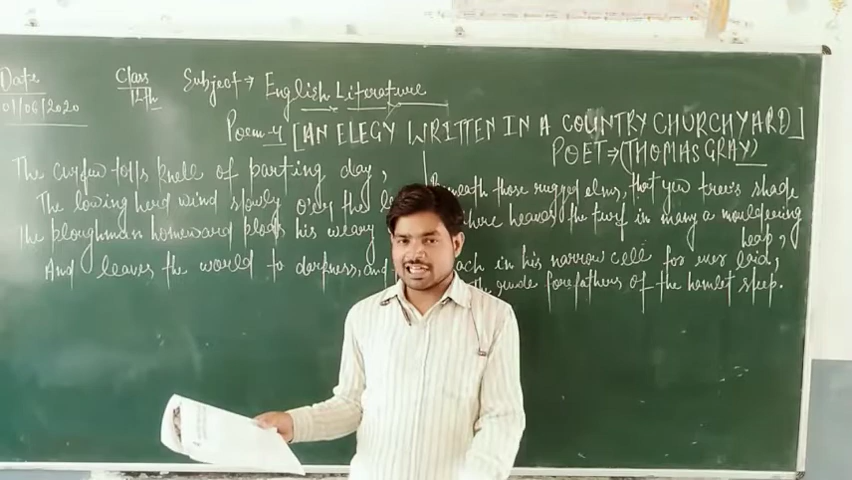 Date
01/06/2020
Class
12th
Subject → English Literature
Poem-4 [AN ELEGY WRITTEN IN A COUNTRY CHURCHYARD]
POET → (THOMAS GRAY)
The curfew tolls knell of parting day,
The lowing herd wind slowly o'er the
The ploughman homeward plods his weary
And leaves the world to darkness, and
Beneath those rugged elms, that yew tree's shade
where heaves the turf in many a mouldering
heap,
each in his narrow cell for ever laid,
the rude forefathers of the hamlet sleep.